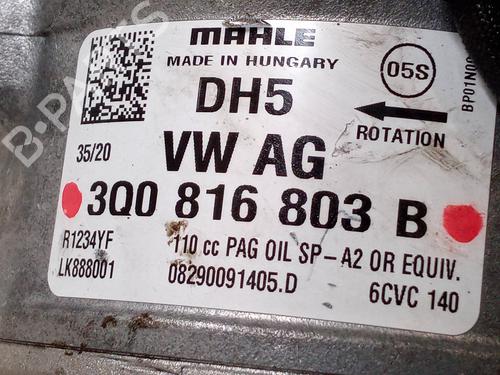 MAHLE
MADE IN HUNGARY
05S
DH5
ROTATION
35/20
VW AG
3Q0 816 803 B
R1234YF
110 cc PAG OIL SP-A2 OR EQUIV.
LK888001
08290091405.D
6CVC 140
B-PARTS